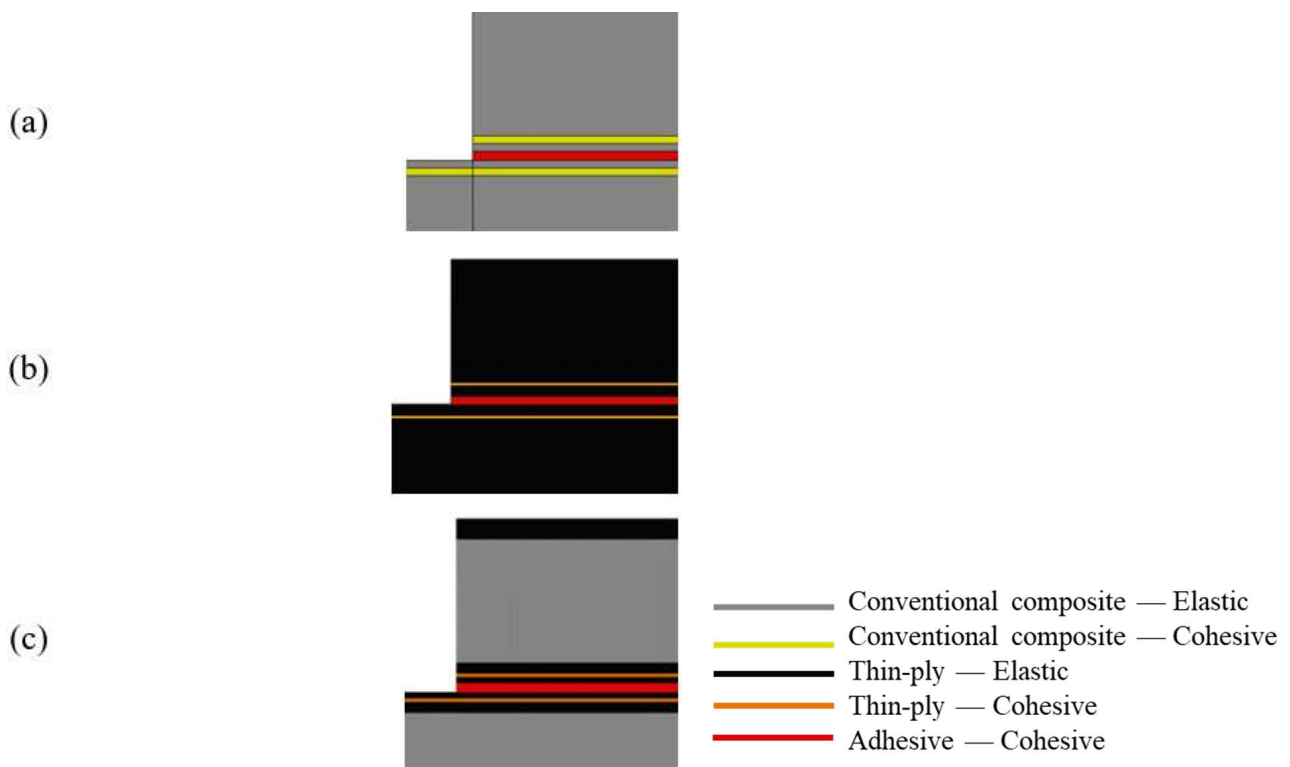 (a)
(b)
(c)
Conventional composite — Elastic
Conventional composite — Cohesive
Thin-ply — Elastic
Thin-ply — Cohesive
Adhesive — Cohesive